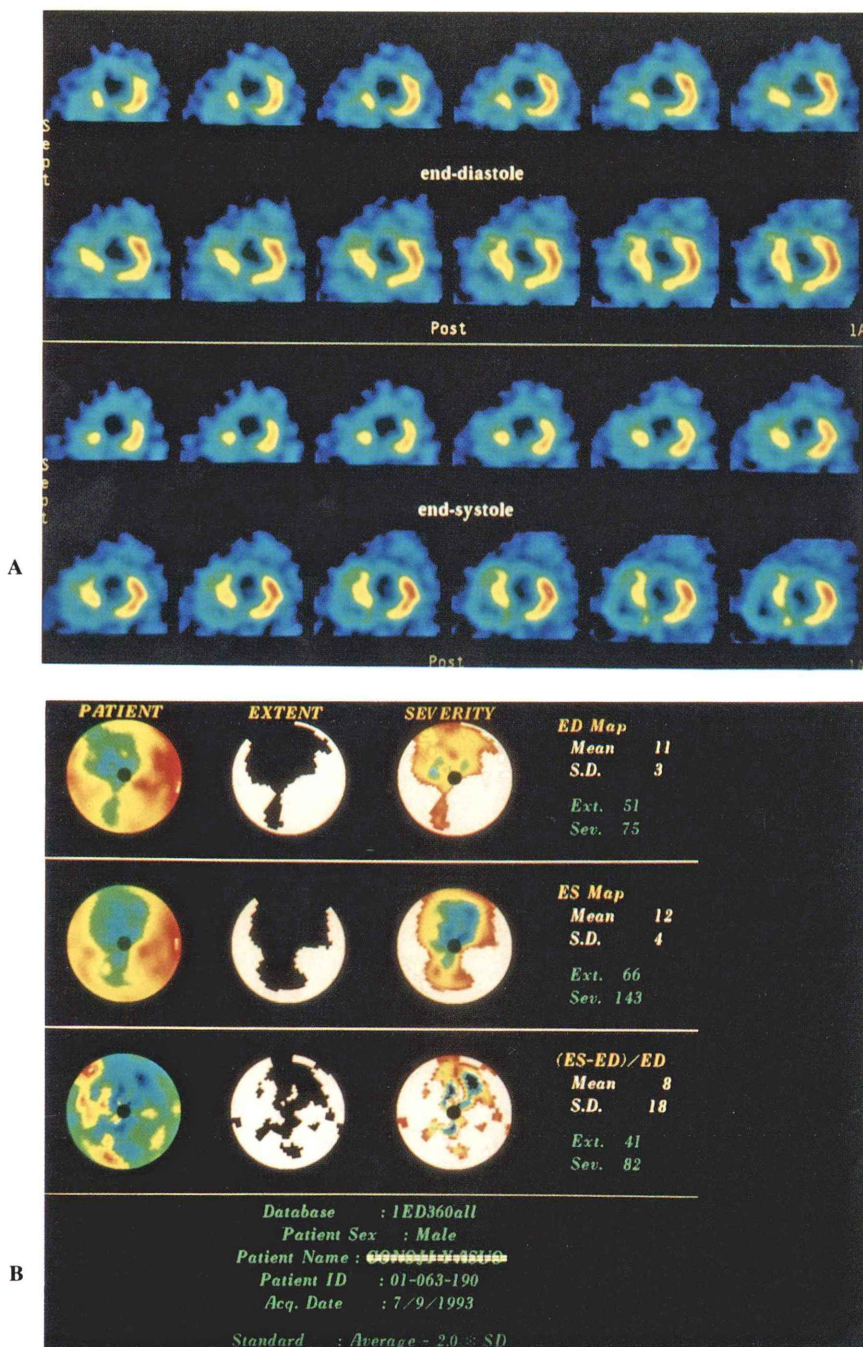 Sept
end-diastole
Post
1A
Sept
end-systole
A
Post
1A
PATIENT EXTENT SEVERITY
ED Map
Mean 11
S.D. 3
Ext. 51
Sev. 75
ES Map
Mean 12
S.D. 4
Ext. 66
Sev. 143
(ES-ED)/ED
Mean 8
S.D. 18
Ext. 41
Sev. 82
Database : 1ED360all
Patient Sex : Male
B
Patient Name :
Patient ID : 01-063-190
Acq. Date : 7/9/1993
Standard : Average - 2.0 * SD